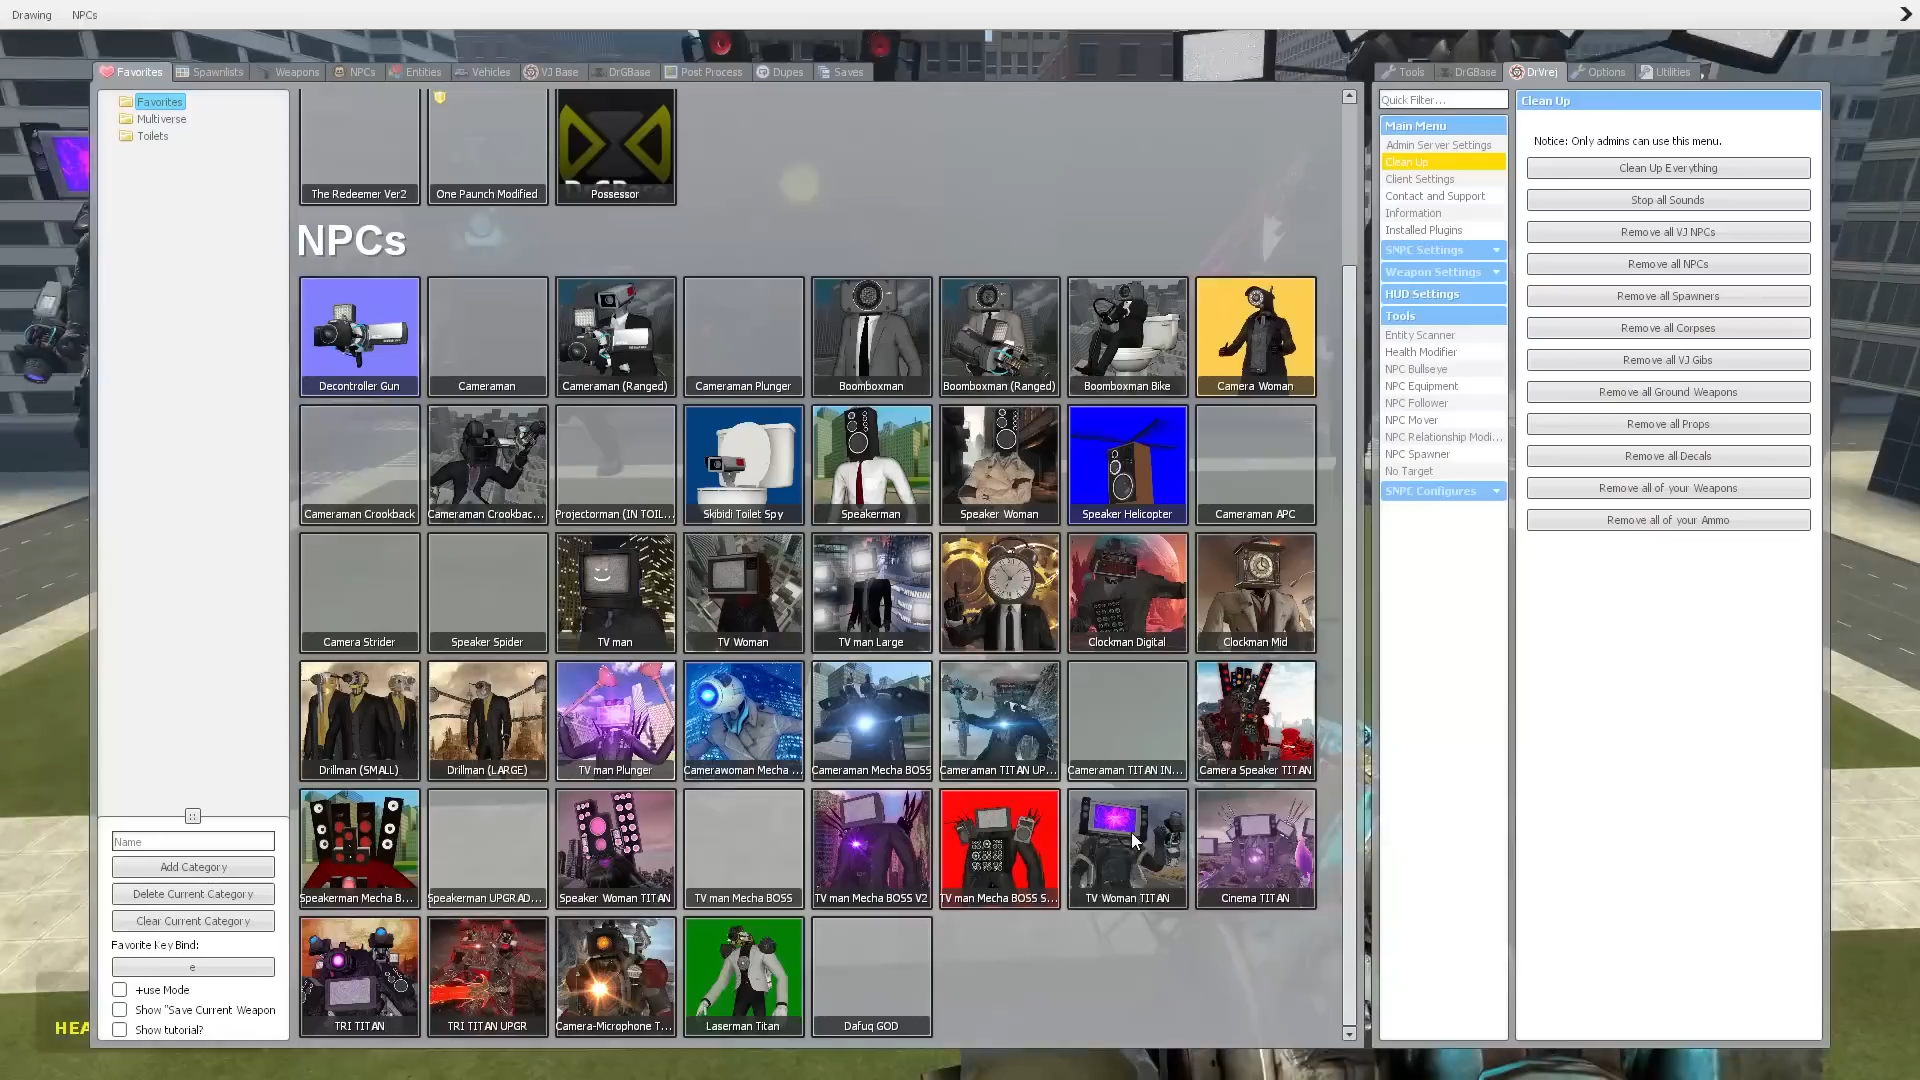 Drawing NPCs
Favorites Spawnlists Weapons NPCs Entities Vehicles VJ Base DrGBase Post Process Dupes Saves
Tools DrGBase DrVrej Options Utilities
Favorites
Multiverse
Toilets
The Redeemer Ver2 One Paunch Modified Possessor
NPCs
Decontroller Gun Cameraman Cameraman (Ranged) Cameraman Plunger Boomboxman Boomboxman (Ranged) Boomboxman Bike Camera Woman
Cameraman Crookback Cameraman Crookbac... Projectorman (IN TOIL... Skibidi Toilet Spy Speakerman Speaker Woman Speaker Helicopter Cameraman APC
Camera Strider Speaker Spider TV man TV Woman TV man Large Clockman Digital Clockman Mid
Drillman (SMALL) Drillman (LARGE) TV man Plunger Camerawoman Mecha ... Cameraman Mecha BOSS Cameraman TITAN UP... Cameraman TITAN IN... Camera Speaker TITAN
Speakerman Mecha B... Speakerman UPGRAD... Speaker Woman TITAN TV man Mecha BOSS TV man Mecha BOSS V2 TV man Mecha BOSS S... TV Woman TITAN Cinema TITAN
TRI TITAN TRI TITAN UPGR Camera-Microphone T... Laserman Titan Dafuq GOD
Name
Add Category
Delete Current Category
Clear Current Category
Favorite Key Bind:
e
+use Mode
Show "Save Current Weapon
Show tutorial?
HEA
Quick Filter...
Main Menu
Admin Server Settings
Clean Up
Client Settings
Contact and Support
Information
Installed Plugins
SNPC Settings
Weapon Settings
HUD Settings
Tools
Entity Scanner
Health Modifier
NPC Bullseye
NPC Equipment
NPC Follower
NPC Mover
NPC Relationship Modi...
NPC Spawner
No Target
SNPC Configures
Clean Up
Notice: Only admins can use this menu.
Clean Up Everything
Stop all Sounds
Remove all VJ NPCs
Remove all NPCs
Remove all Spawners
Remove all Corpses
Remove all VJ Gibs
Remove all Ground Weapons
Remove all Props
Remove all Decals
Remove all of your Weapons
Remove all of your Ammo